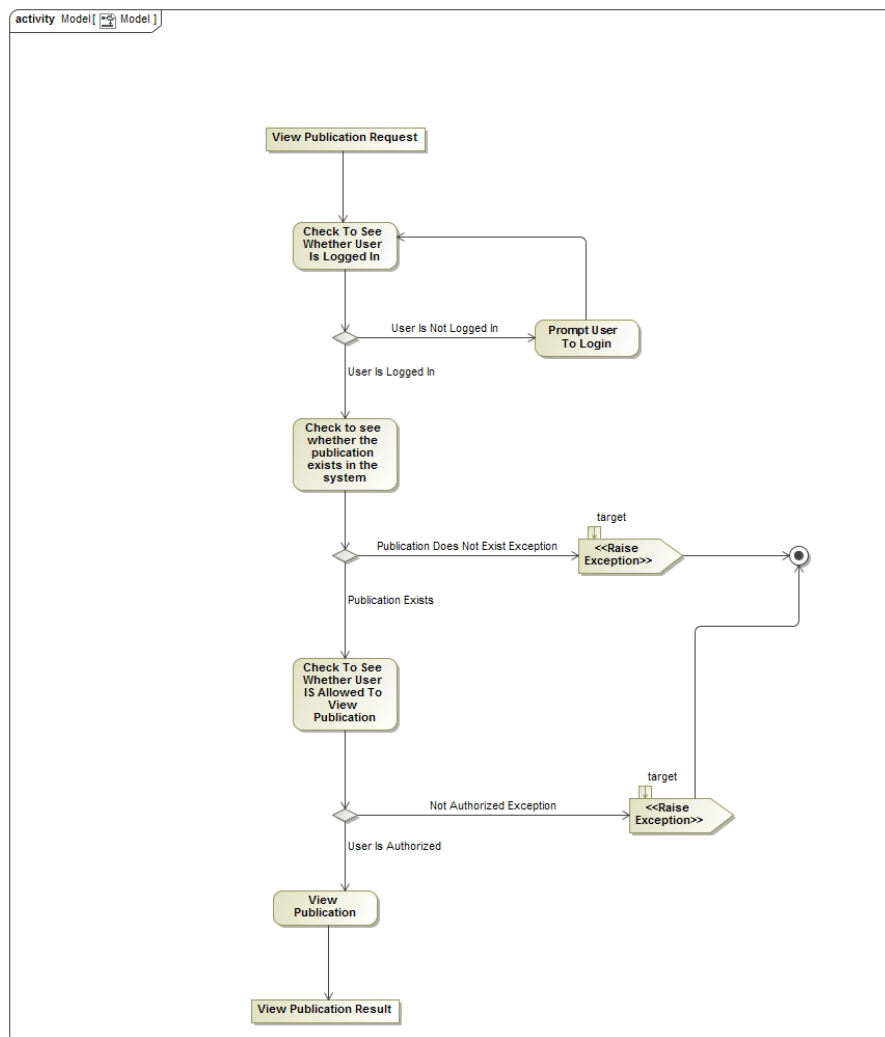 activity Model[ Model ]
View Publication Request
Check To See
Whether User
Is Logged In
User Is Not Logged In
Prompt User
To Login
User Is Logged In
Check to see
whether the
publication
exists in the
system
target
Publication Does Not Exist Exception
<<Raise
Exception>>
Publication Exists
Check To See
Whether User
IS Allowed To
View
Publication
target
Not Authorized Exception
<<Raise
Exception>>
User Is Authorized
View
Publication
View Publication Result